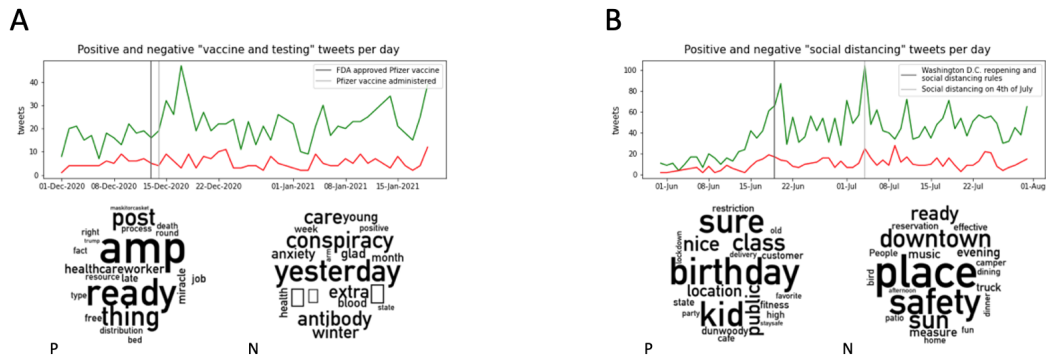 A
B
Positive and negative "vaccine and testing" tweets per day
FDA approved Pfizer vaccine
Pfizer vaccine administered
tweets
40
30
20
10
0
01-Dec-2020 08-Dec-2020 15-Dec-2020 22-Dec-2020 01-Jan-2021 08-Jan-2021 15-Jan-2021
Positive and negative "social distancing" tweets per day
Washington D.C. reopening and
social distancing rules
Social distancing on 4th of July
tweets
100
80
60
40
20
0
01-Jun 08-Jun 15-Jun 22-Jun 01-Jul 08-Jul 15-Jul 22-Jul 01-Aug
maskitorcasket
post
process death
right round
trump
amp
fact
healthcareworker
resource late job
miracle
type ready
free thing
distribution
bed
P
care young
week positive
conspiracy
anxiety arm glad month
yesterday
health extra
blood state
antibody
winter
N
restriction
sure old
nice class
lockdown delivery customer
birthday
location
public favorite
state fitness
party kid high
staysafe
dunwoody
cafe
P
ready
reservation effective
downtown
People music evening
camper
place dining
bird afternoon truck
safety dinner
patio sun
measure fun
home
N